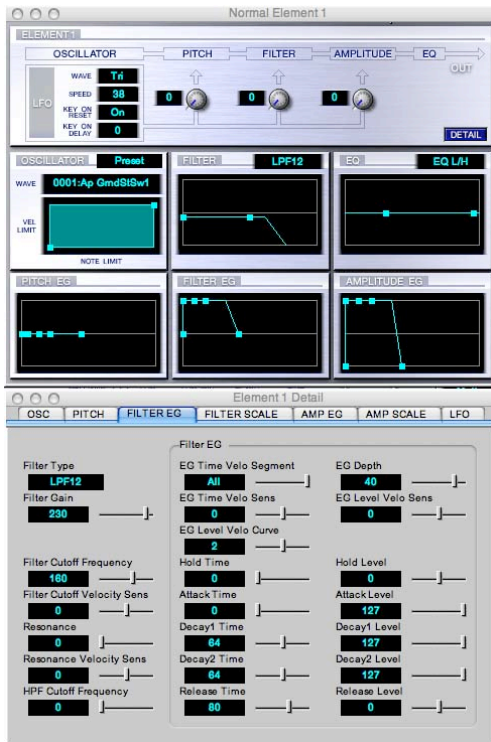 Normal Element 1
ELEMENT1
OSCILLATOR PITCH FILTER AMPLITUDE EQ
OUT
LFO
WAVE Tri
SPEED 38
KEY ON RESET On
KEY ON DELAY 0
0 0 0
DETAIL
OSCILLATOR Preset
WAVE 0001:Ap GrndStSw1
VEL LIMIT
NOTE LIMIT
FILTER LPF12
EQ EQ L/H
PITCH EG
FILTER EG
AMPLITUDE EG
Element 1 Detail
OSC PITCH FILTER EG FILTER SCALE AMP EG AMP SCALE LFO
Filter EG
Filter Type
LPF12
Filter Gain
230
Filter Cutoff Frequency
160
Filter Cutoff Velocity Sens
0
Resonance
0
Resonance Velocity Sens
0
HPF Cutoff Frequency
0
EG Time Velo Segment
All
EG Time Velo Sens
0
EG Level Velo Curve
2
Hold Time
0
Attack Time
0
Decay1 Time
64
Decay2 Time
64
Release Time
80
EG Depth
40
EG Level Velo Sens
0
Hold Level
0
Attack Level
127
Decay1 Level
127
Decay2 Level
127
Release Level
0